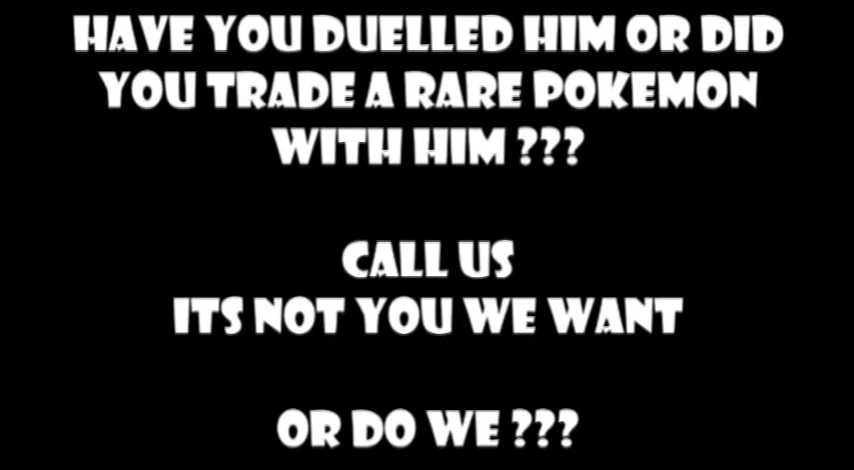 HAVE YOU DUELLED HIM OR DID
YOU TRADE A RARE POKEMON
WITH HIM ???
CALL US
ITS NOT YOU WE WANT
OR DO WE ???